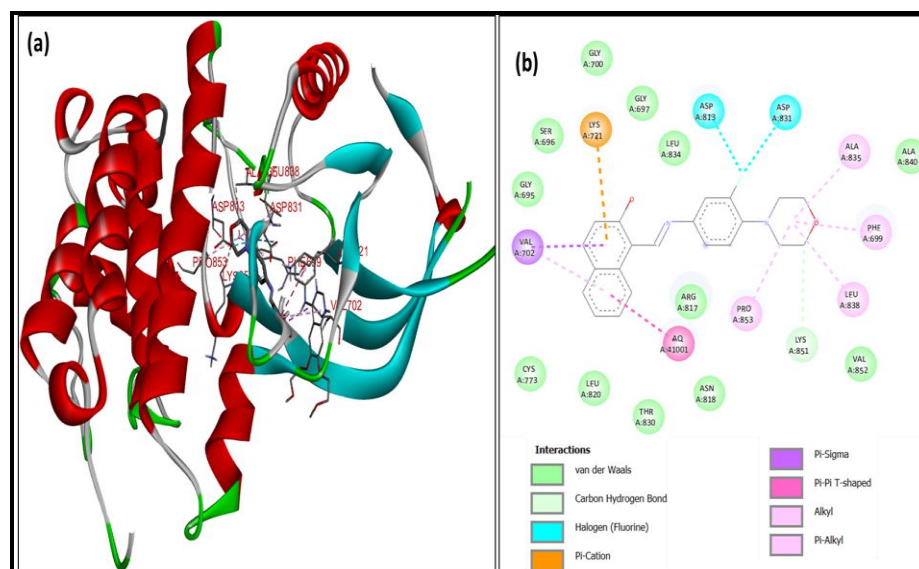 (a)
ASP831
PRO853
VAL702
(b)
GLY
A:700
GLY
A:697
ASP
A:813
ASP
A:831
LYS
A:721
SER
A:696
LEU
A:834
ALA
A:835
ALA
A:840
GLY
A:695
VAL
A:702
PHE
A:699
ARG
A:817
PRO
A:853
LEU
A:838
AQ
A:41001
LYS
A:851
VAL
A:852
CYS
A:773
LEU
A:820
ASN
A:818
THR
A:830
Interactions
van der Waals
Carbon Hydrogen Bond
Halogen (Fluorine)
Pi-Cation
Pi-Sigma
Pi-Pi T-shaped
Alkyl
Pi-Alkyl